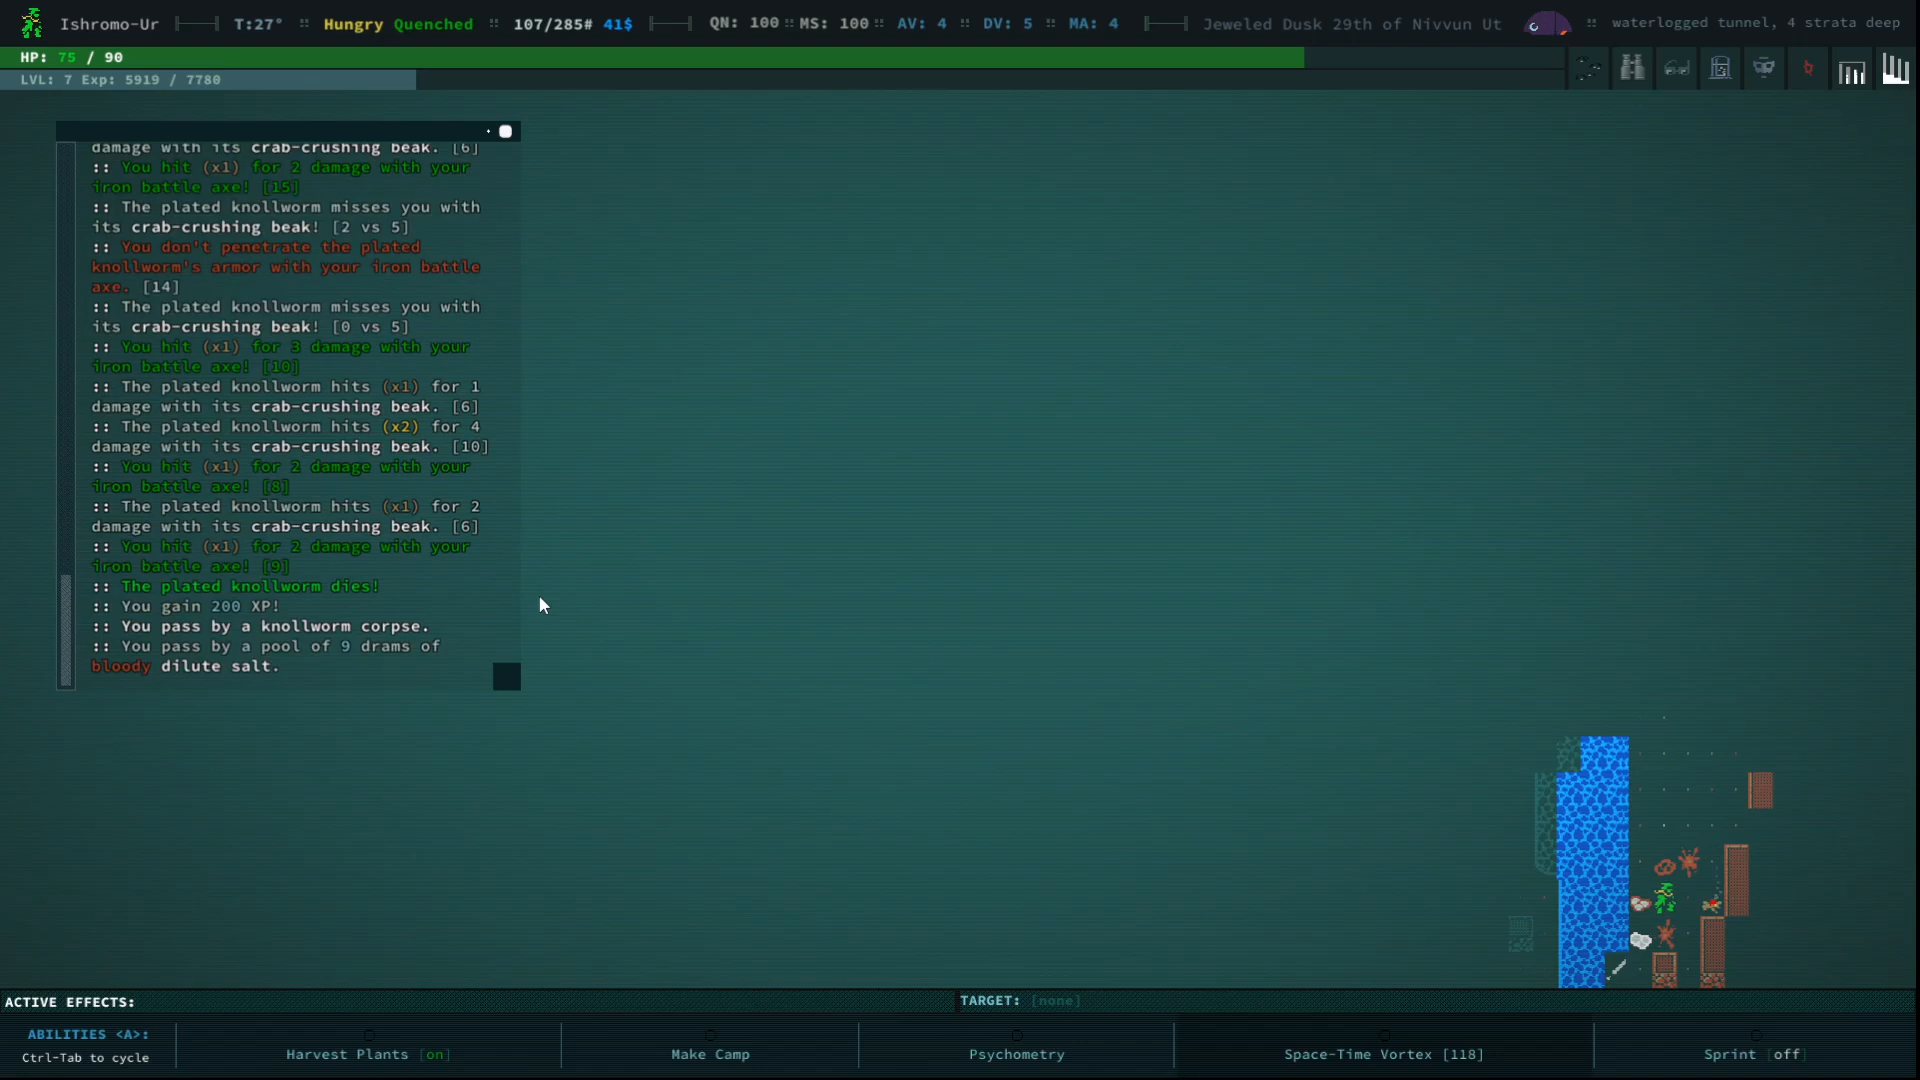 Ishromo-Ur T:27° Hungry Quenched 107/285# 41$ QN: 100 MS: 100 AV: 4 DV: 5 MA: 4 Jeweled Dusk 29th of Nivvun Ut waterlogged tunnel, 4 strata deep
HP: 75 / 90
LVL: 7 Exp: 5919 / 7780
damage with its crab-crushing beak. [6]
:: You hit (x1) for 2 damage with your
iron battle axe! [15]
:: The plated knollworm misses you with
its crab-crushing beak! [2 vs 5]
:: You don't penetrate the plated
knollworm's armor with your iron battle
axe. [14]
:: The plated knollworm misses you with
its crab-crushing beak! [0 vs 5]
:: You hit (x1) for 3 damage with your
iron battle axe! [10]
:: The plated knollworm hits (x1) for 1
damage with its crab-crushing beak. [6]
:: The plated knollworm hits (x2) for 4
damage with its crab-crushing beak. [10]
:: You hit (x1) for 2 damage with your
iron battle axe! [8]
:: The plated knollworm hits (x1) for 2
damage with its crab-crushing beak. [6]
:: You hit (x1) for 2 damage with your
iron battle axe! [9]
:: The plated knollworm dies!
:: You gain 200 XP!
:: You pass by a knollworm corpse.
:: You pass by a pool of 9 drams of
bloody dilute salt.
ACTIVE EFFECTS: TARGET: [none]
ABILITIES <A>:
Ctrl-Tab to cycle
Harvest Plants [on] Make Camp Psychometry Space-Time Vortex [118] Sprint [off]